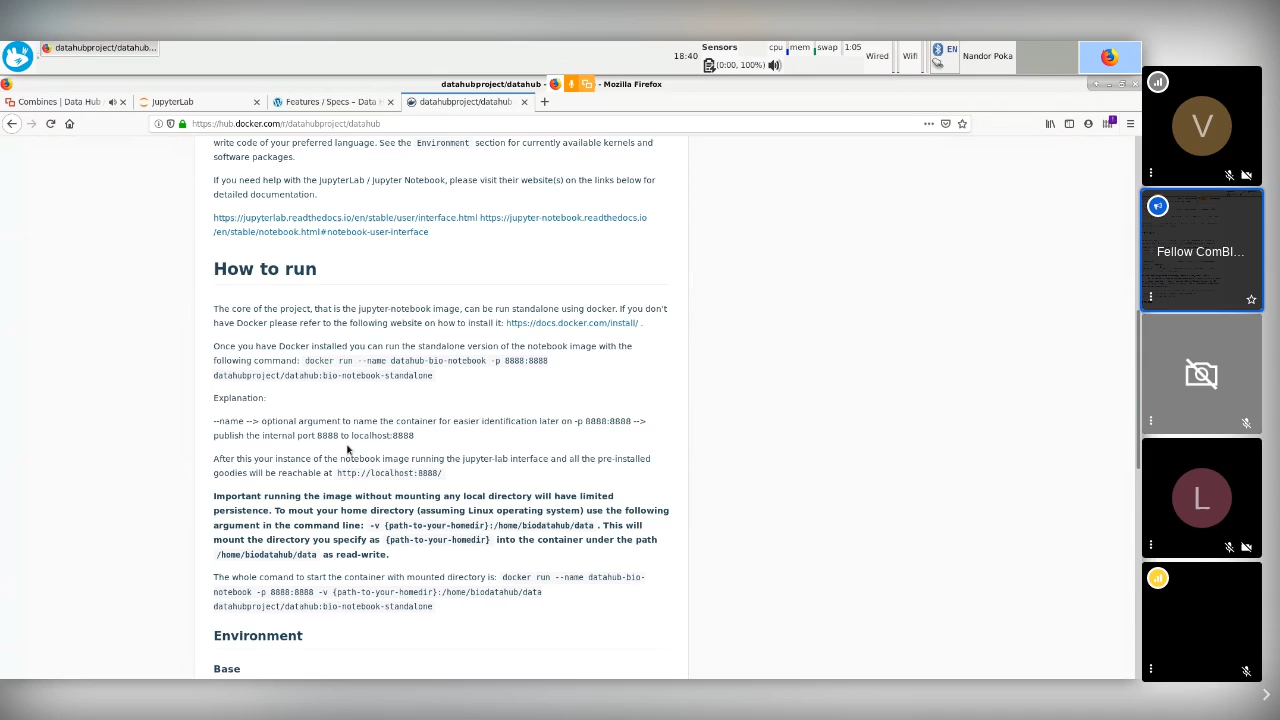 datahubproject/datahub...
18:40
Sensors
(0:00, 100%)
cpu mem swap 1:05
Wired
Wifi
EN
Nandor Poka
datahubproject/datahub - - Mozilla Firefox
Combines | Data Hub
JupyterLab
Features / Specs – Data H
datahubproject/datahub
https://hub.docker.com/r/datahubproject/datahub
write code of your preferred language. See the Environment section for currently available kernels and
software packages.
If you need help with the JupyterLab / Jupyter Notebook, please visit their website(s) on the links below for
detailed documentation.
https://jupyterlab.readthedocs.io/en/stable/user/interface.html https://jupyter-notebook.readthedocs.io
/en/stable/notebook.html#notebook-user-interface
How to run
The core of the project, that is the jupyter-notebook image, can be run standalone using docker. If you don't
have Docker please refer to the following website on how to install it: https://docs.docker.com/install/ .
Once you have Docker installed you can run the standalone version of the notebook image with the
following command: docker run --name datahub-bio-notebook -p 8888:8888
datahubproject/datahub:bio-notebook-standalone
Explanation:
--name --> optional argument to name the container for easier identification later on -p 8888:8888 -->
publish the internal port 8888 to localhost:8888
After this your instance of the notebook image running the jupyter-lab interface and all the pre-installed
goodies will be reachable at http://localhost:8888/
Important running the image without mounting any local directory will have limited
persistence. To mout your home directory (assuming Linux operating system) use the following
argument in the command line: -v {path-to-your-homedir}:/home/biodatahub/data . This will
mount the directory you specify as {path-to-your-homedir} into the container under the path
/home/biodatahub/data as read-write.
The whole comand to start the container with mounted directory is: docker run --name datahub-bio-
notebook -p 8888:8888 -v {path-to-your-homedir}:/home/biodatahub/data
datahubproject/datahub:bio-notebook-standalone
Environment
Base
V
Fellow ComBI...
L